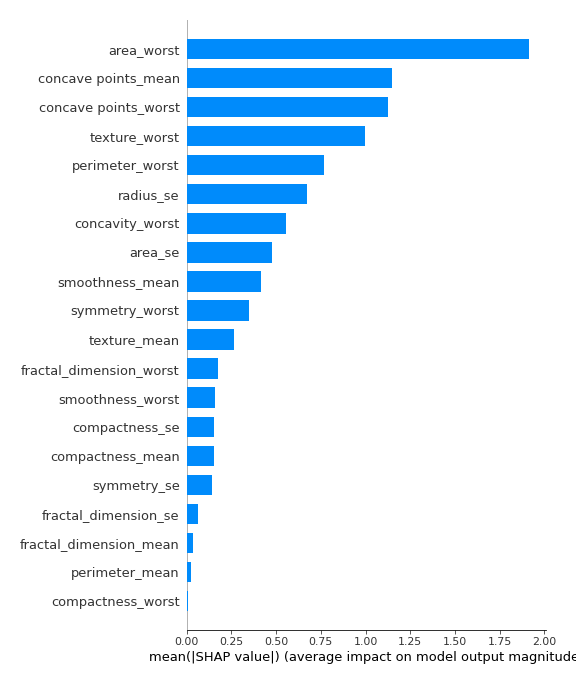 area_worst
concave points_mean
concave points_worst
texture_worst
perimeter_worst
radius_se
concavity_worst
area_se
smoothness_mean
symmetry_worst
texture_mean
fractal_dimension_worst
smoothness_worst
compactness_se
compactness_mean
symmetry_se
fractal_dimension_se
fractal_dimension_mean
perimeter_mean
compactness_worst
0.00 0.25 0.50 0.75 1.00 1.25 1.50 1.75 2.00
mean(|SHAP value|) (average impact on model output magnitude